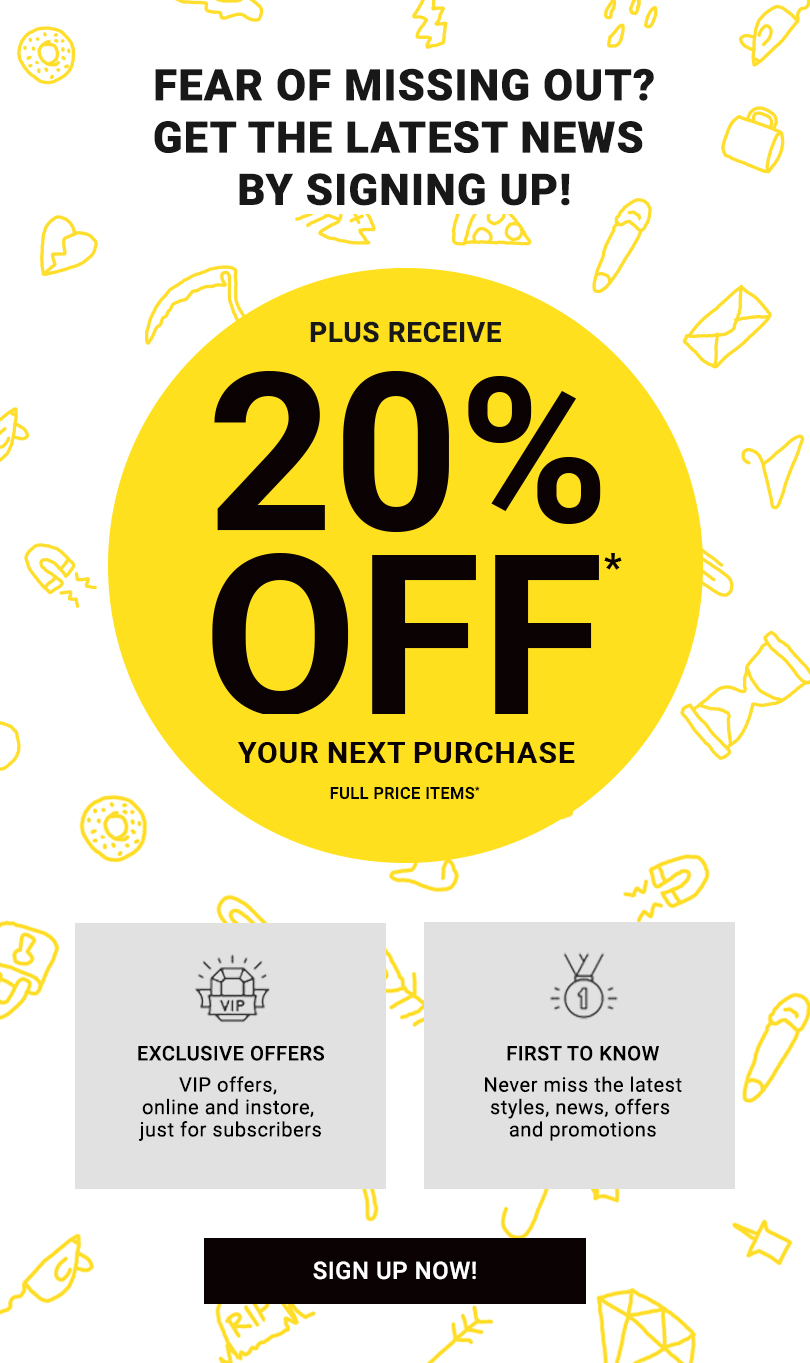 FEAR OF MISSING OUT?
GET THE LATEST NEWS
BY SIGNING UP!
PLUS RECEIVE
20%
OFF*
YOUR NEXT PURCHASE
FULL PRICE ITEMS*
VIP
EXCLUSIVE OFFERS
VIP offers,
online and instore,
just for subscribers
1
FIRST TO KNOW
Never miss the latest
styles, news, offers
and promotions
SIGN UP NOW!
RIP